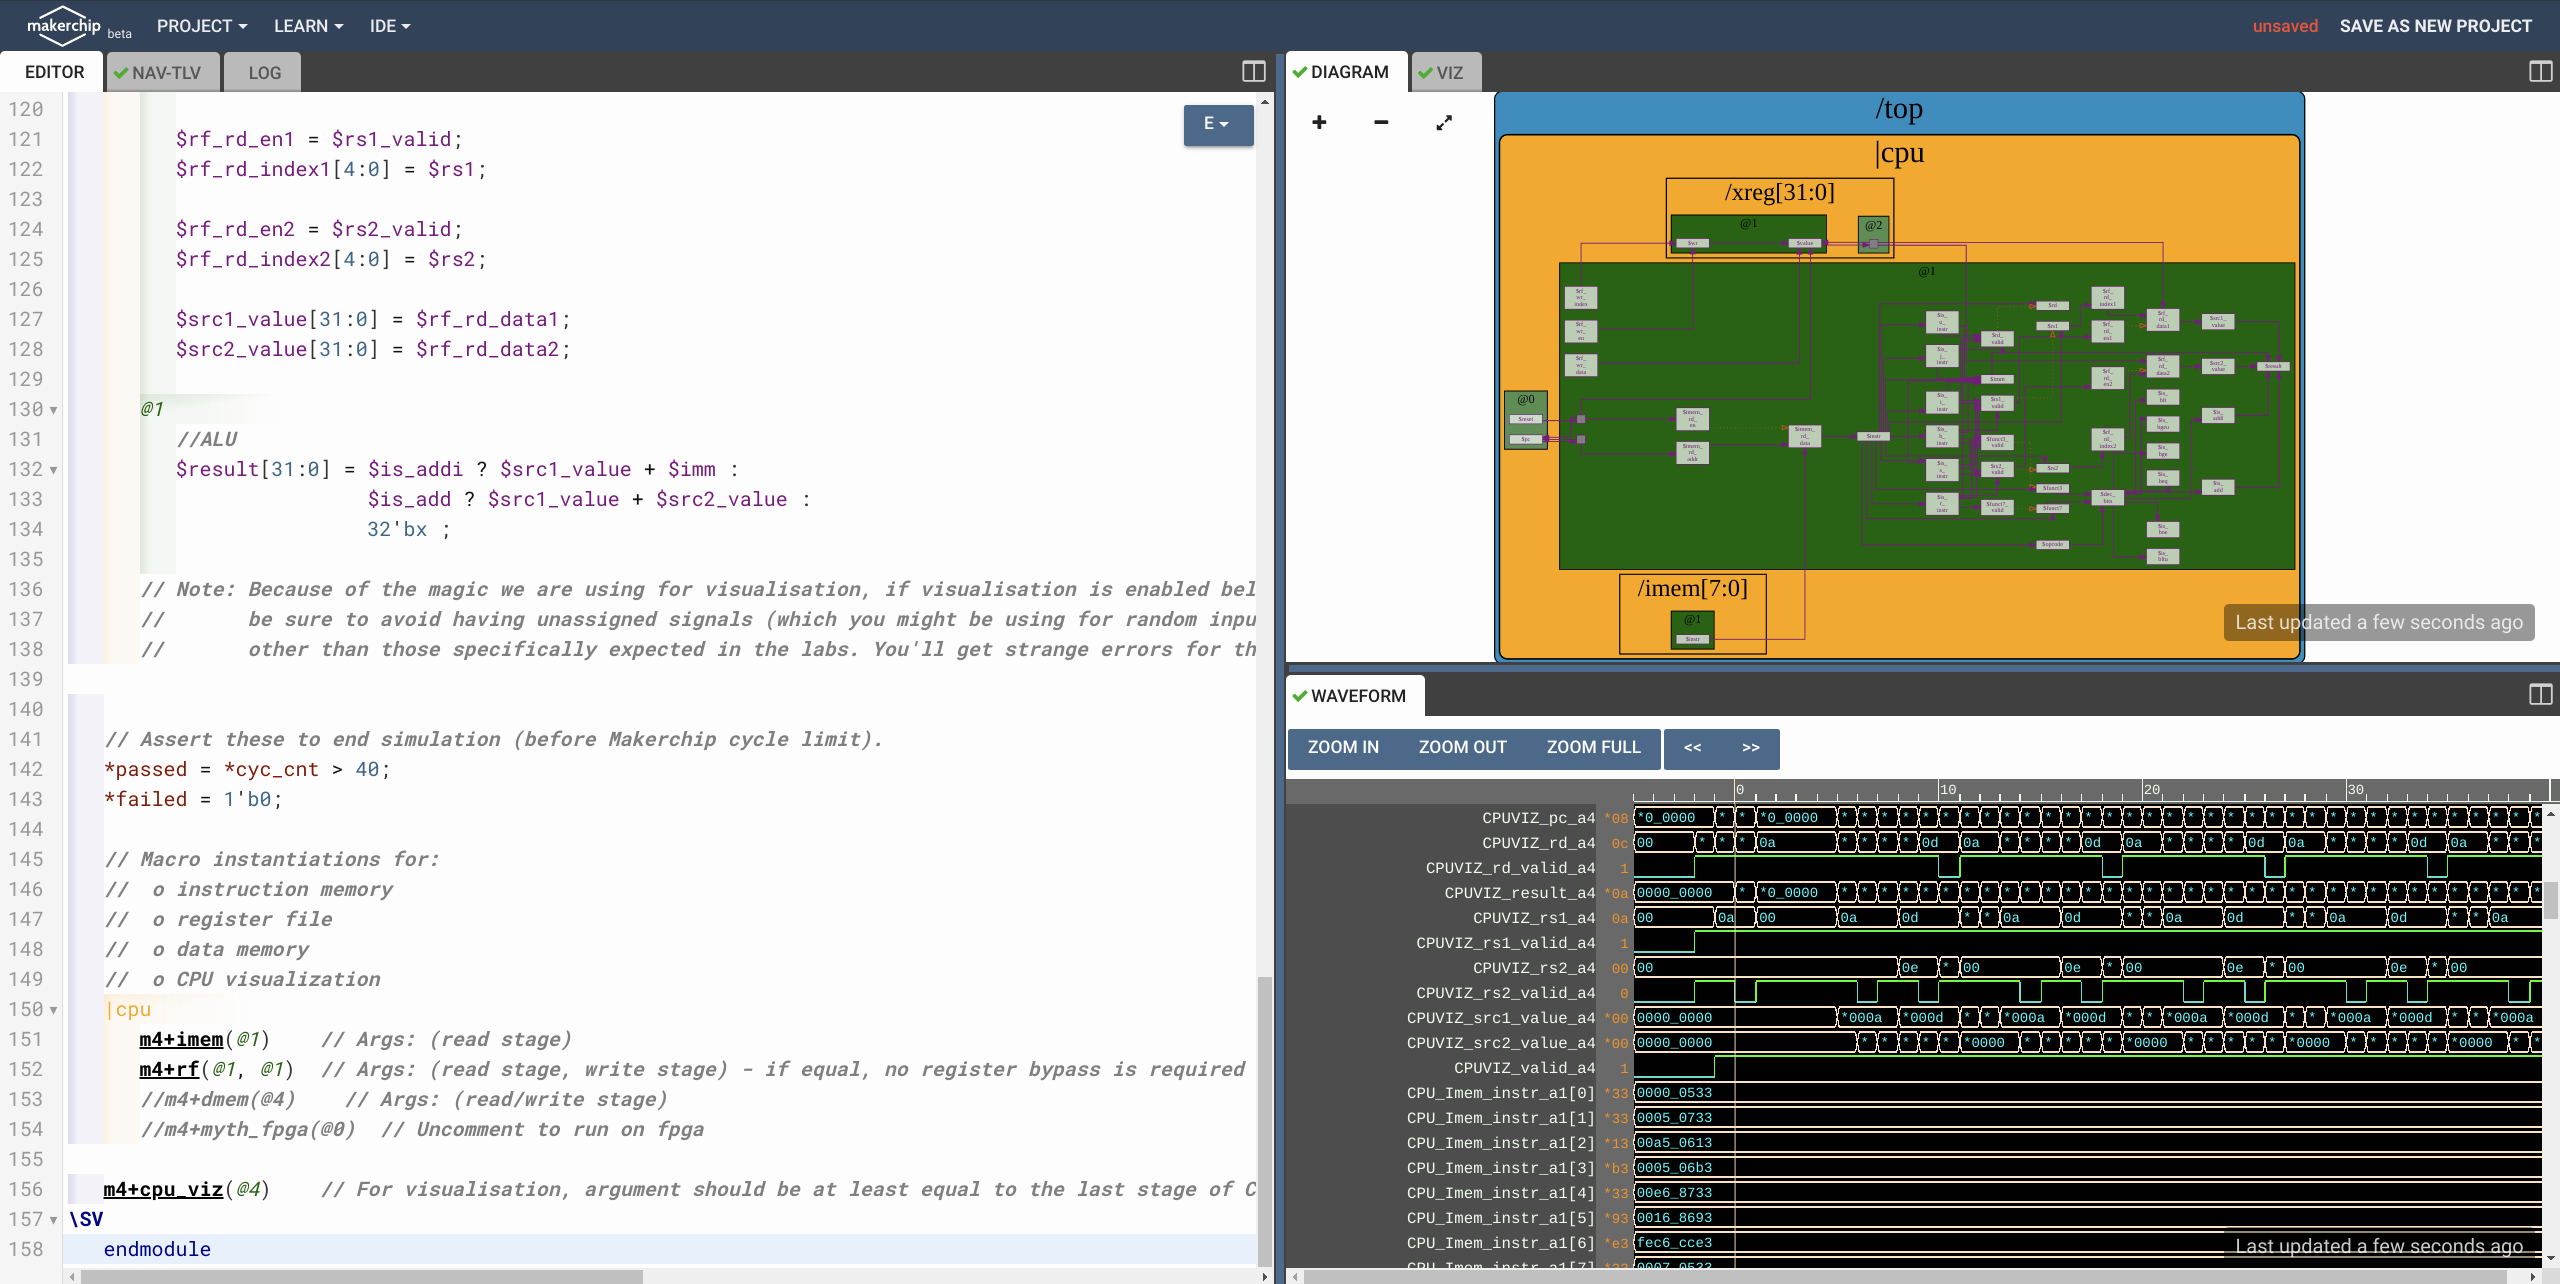 makerchip beta PROJECT LEARN IDE unsaved SAVE AS NEW PROJECT
EDITOR NAV-TLV LOG
120
121 $rf_rd_en1 = $rs1_valid;
122 $rf_rd_index1[4:0] = $rs1;
123
124 $rf_rd_en2 = $rs2_valid;
125 $rf_rd_index2[4:0] = $rs2;
126
127 $src1_value[31:0] = $rf_rd_data1;
128 $src2_value[31:0] = $rf_rd_data2;
129
130 @1
131 //ALU
132 $result[31:0] = $is_addi ? $src1_value + $imm :
133 $is_add ? $src1_value + $src2_value :
134 32'bx ;
135
136 // Note: Because of the magic we are using for visualisation, if visualisation is enabled bel
137 // be sure to avoid having unassigned signals (which you might be using for random inpu
138 // other than those specifically expected in the labs. You'll get strange errors for th
139
140
141 // Assert these to end simulation (before Makerchip cycle limit).
142 *passed = *cyc_cnt > 40;
143 *failed = 1'b0;
144
145 // Macro instantiations for:
146 // o instruction memory
147 // o register file
148 // o data memory
149 // o CPU visualization
150 |cpu
151 m4+imem(@1) // Args: (read stage)
152 m4+rf(@1, @1) // Args: (read stage, write stage) - if equal, no register bypass is required
153 //m4+dmem(@4) // Args: (read/write stage)
154 //m4+myth_fpga(@0) // Uncomment to run on fpga
155
156 m4+cpu_viz(@4) // For visualisation, argument should be at least equal to the last stage of C
157 \SV
158 endmodule
E
DIAGRAM VIZ
/top
|cpu
/xreg[31:0]
@1 @2
$wr $value
@1
@0
$reset
$pc
/imem[7:0]
@1
$instr
Last updated a few seconds ago
WAVEFORM
ZOOM IN ZOOM OUT ZOOM FULL << >>
0 10 20 30
CPUVIZ_pc_a4 *08 *0_0000 * * *0_0000 * * * * * * * * * * * * * * * * * * * * * * * * * * * * * * * * * * *
CPUVIZ_rd_a4 0c 00 * * * 0a * * * * 0d 0a * * * * 0d 0a * * * * 0d 0a * * * * 0d 0a * * *
CPUVIZ_rd_valid_a4 1
CPUVIZ_result_a4 *0a 0000_0000 * *0_0000 * * * * * * * * * * * * * * * * * * * * * * * * * * * * * * * * * * *
CPUVIZ_rs1_a4 0a 00 0a 00 0a 0d * * 0a 0d * * 0a 0d * * 0a 0d * * 0a
CPUVIZ_rs1_valid_a4 1
CPUVIZ_rs2_a4 00 00 0e * 00 0e * 00 0e * 00 0e * 00
CPUVIZ_rs2_valid_a4 0
CPUVIZ_src1_value_a4 *00 0000_0000 *000a *000d * * *000a *000d * * *000a *000d * * *000a *000d * * *000a
CPUVIZ_src2_value_a4 *00 0000_0000 * * * * * *0000 * * * * * *0000 * * * * * *0000 * * * * * *0000 * *
CPUVIZ_valid_a4 1
CPU_Imem_instr_a1[0] *33 0000_0533
CPU_Imem_instr_a1[1] *33 0005_0733
CPU_Imem_instr_a1[2] *13 00a5_0613
CPU_Imem_instr_a1[3] *b3 0005_06b3
CPU_Imem_instr_a1[4] *33 00e6_8733
CPU_Imem_instr_a1[5] *93 0016_8693
CPU_Imem_instr_a1[6] *e3 fec6_cce3
CPU_Imem_instr_a1[7] *33 0007_0533
Last updated a few seconds ago